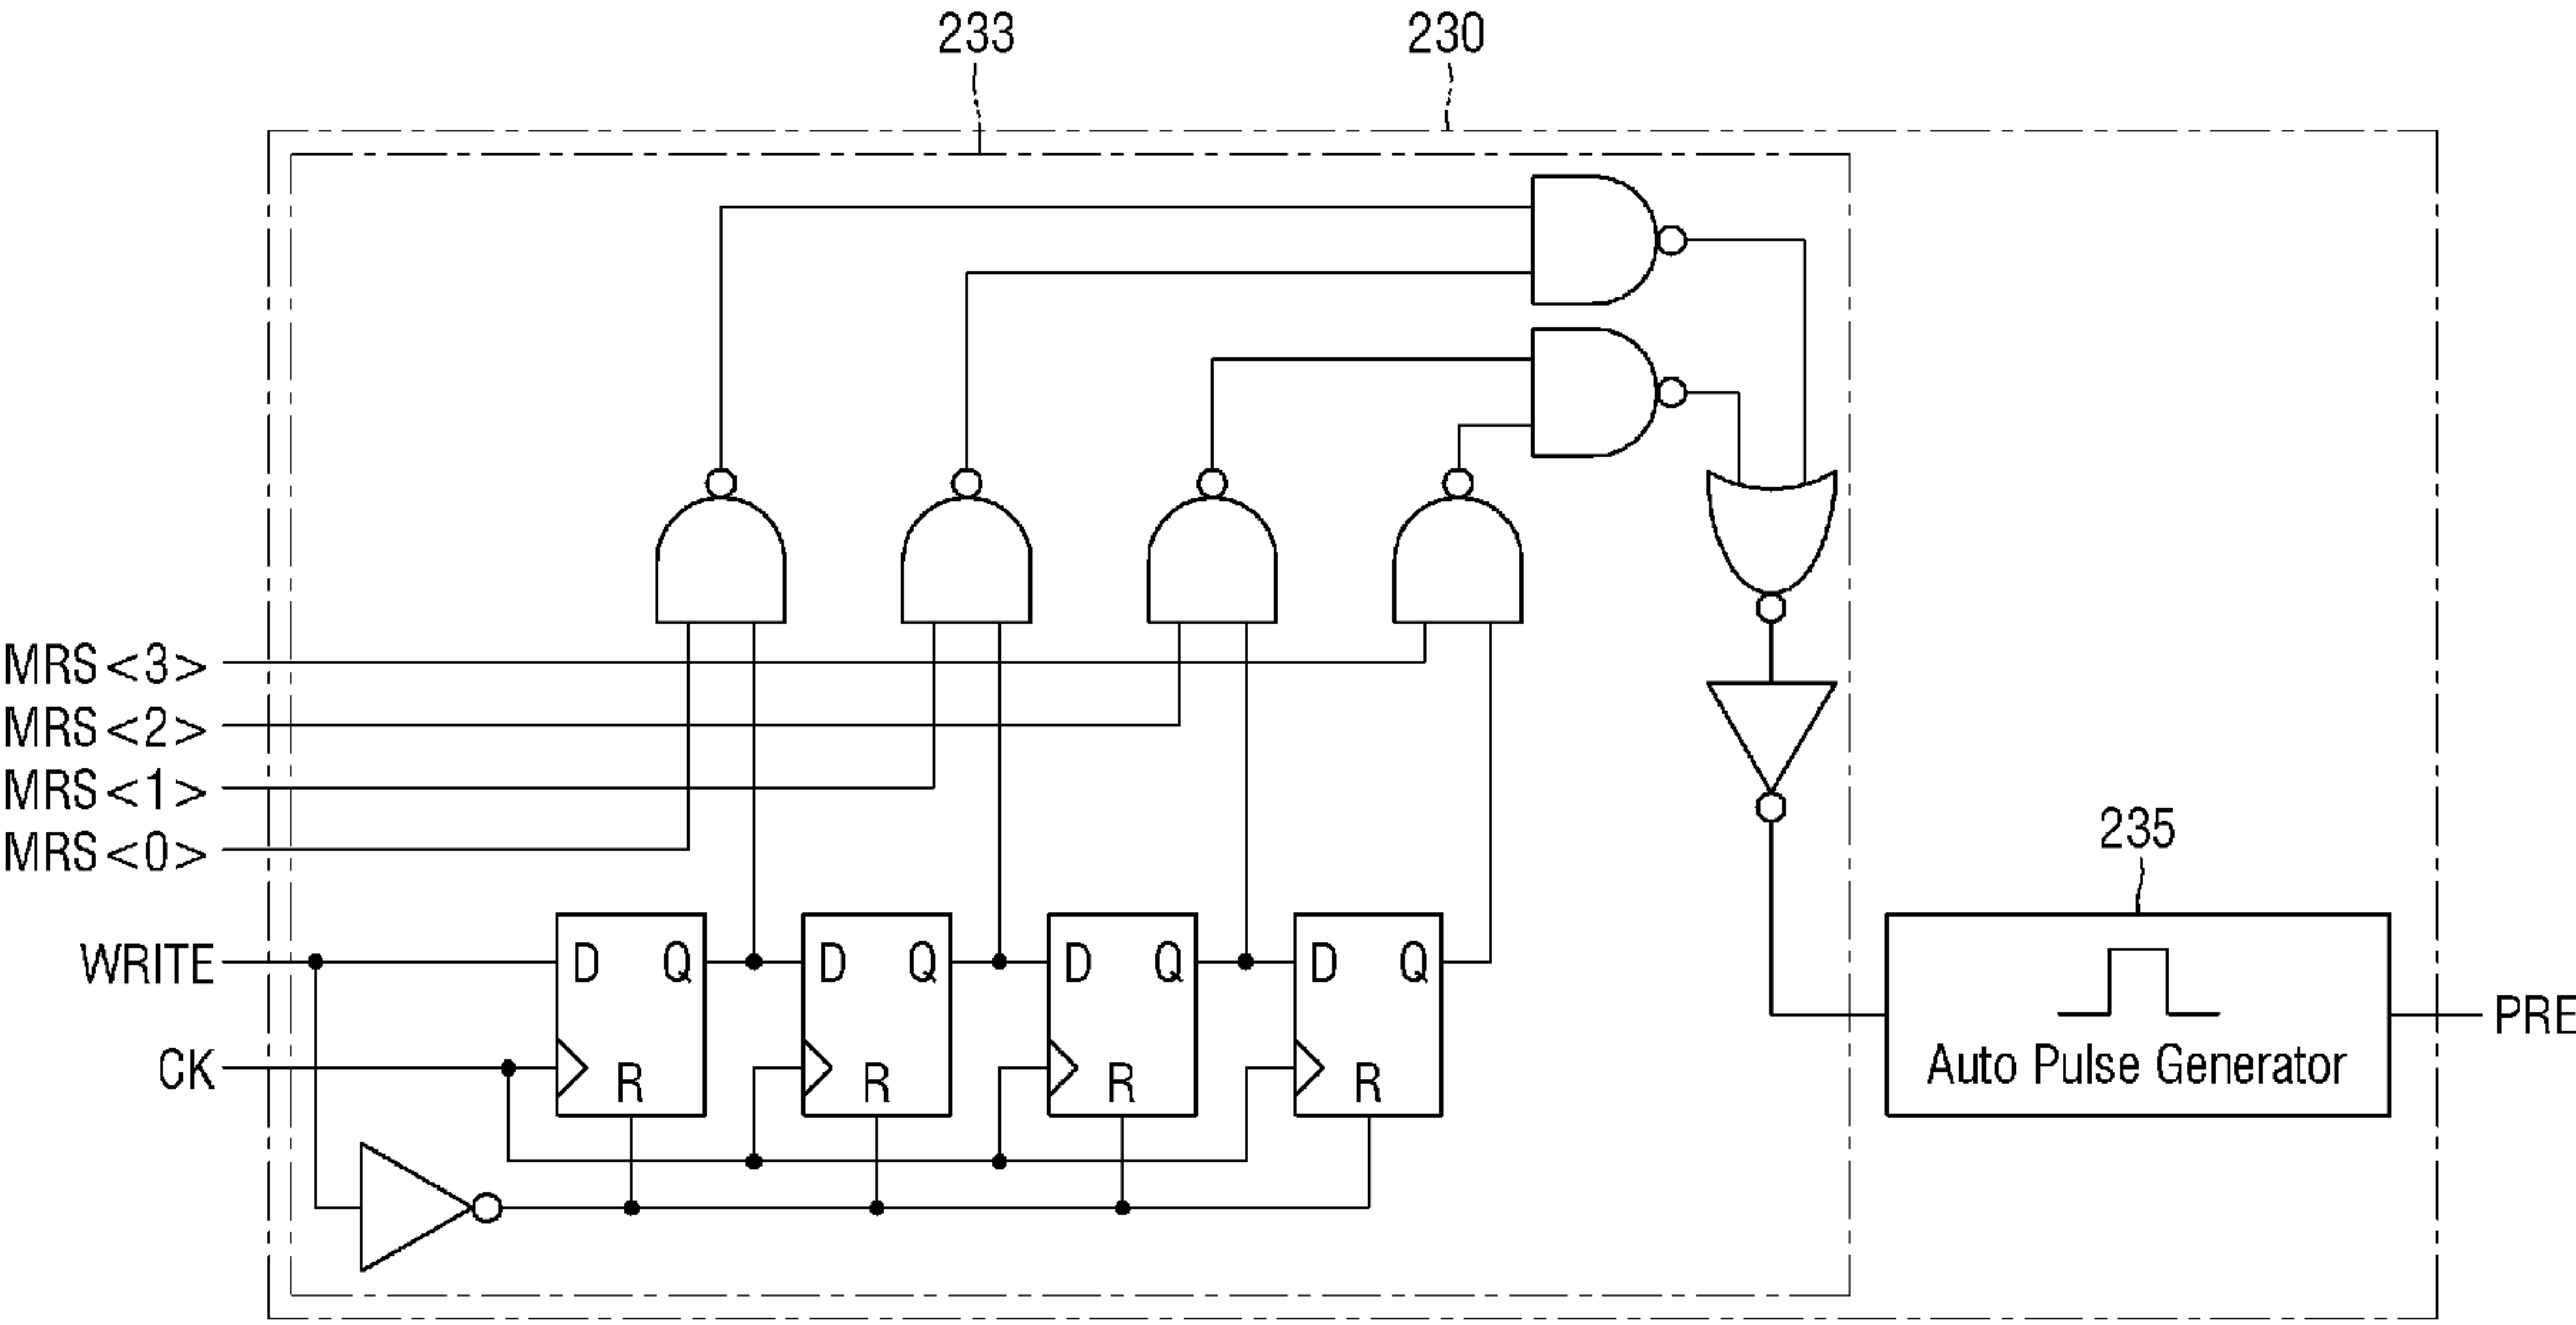 233 230
MRS<3>
MRS<2>
MRS<1>
MRS<0>
235
WRITE D Q D Q D Q D Q
PRE
CK R R R R
Auto Pulse Generator